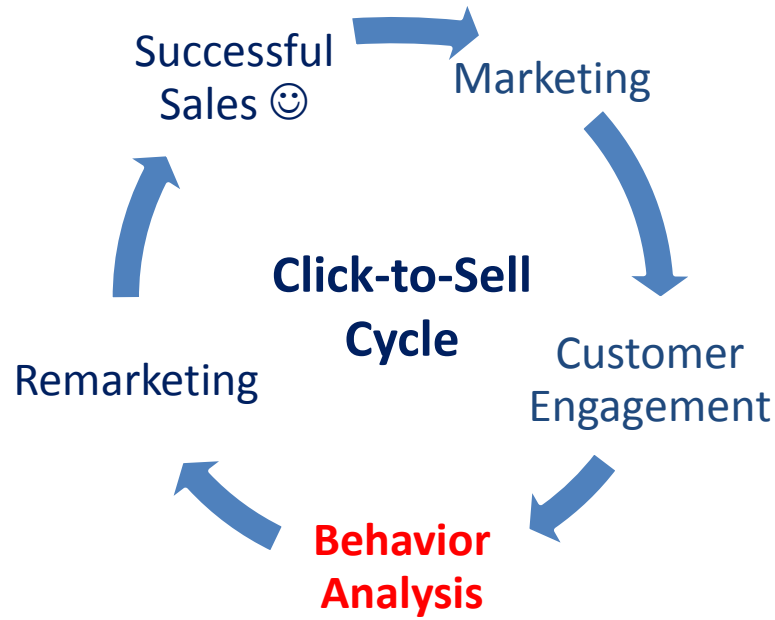 Successful
Sales ☺
Marketing
Click-to-Sell
Cycle
Customer
Engagement
Remarketing
Behavior
Analysis